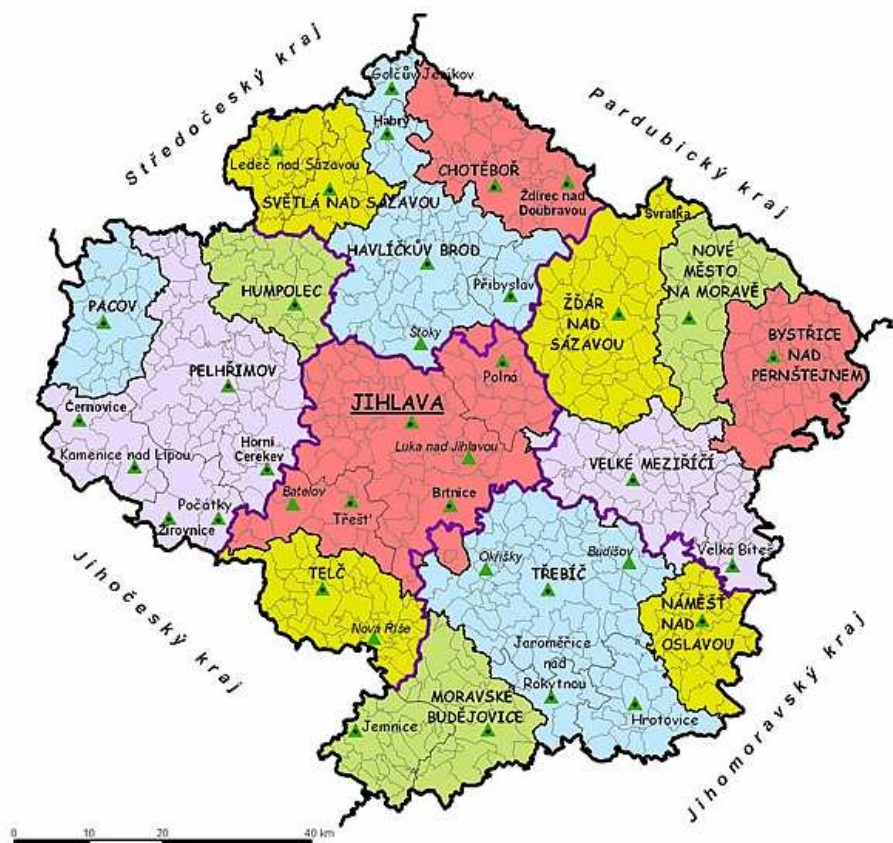 Středočeský kraj
Pardubický kraj
Golčův Jeníkov
Habry
Ledeč nad Sázavou
SVĚTLÁ NAD SÁZAVOU
CHOTĚBOŘ
Ždírec nad
Doubravou
Svratka
HAVLÍČKŮV BROD
NOVÉ
MĚSTO
NA MORAVĚ
HUMPOLEC
Přibyslav
PACOV
ŽĎÁR
NAD
SÁZAVOU
Štoky
BYSTŘICE
NAD
PERNŠTEJNEM
PELHŘIMOV
Polná
JIHLAVA
Černovice
Luka nad Jihlavou
Kamenice nad Lipou
Horní
Cerekev
VELKÉ MEZIŘÍČÍ
Batelov
Třešť
Brtnice
Počátky
Žirovnice
Velká Bíteš
Okříšky
Budišov
TELČ
TŘEBÍČ
NÁMĚŠŤ
NAD
OSLAVOU
Nová Říše
Jaroměřice
nad
Rokytnou
MORAVSKÉ
BUDĚJOVICE
Jemnice
Hrotovice
Jihočeský kraj
Jihomoravský kraj
0 10 20 40 km